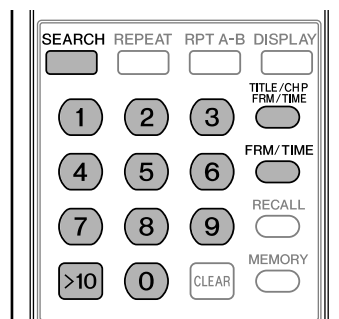 SEARCH REPEAT RPT A-B DISPLAY
TITLE/CHP
FRM/TIME
1 2 3
FRM/TIME
4 5 6
RECALL
7 8 9
MEMORY
>10 0 CLEAR